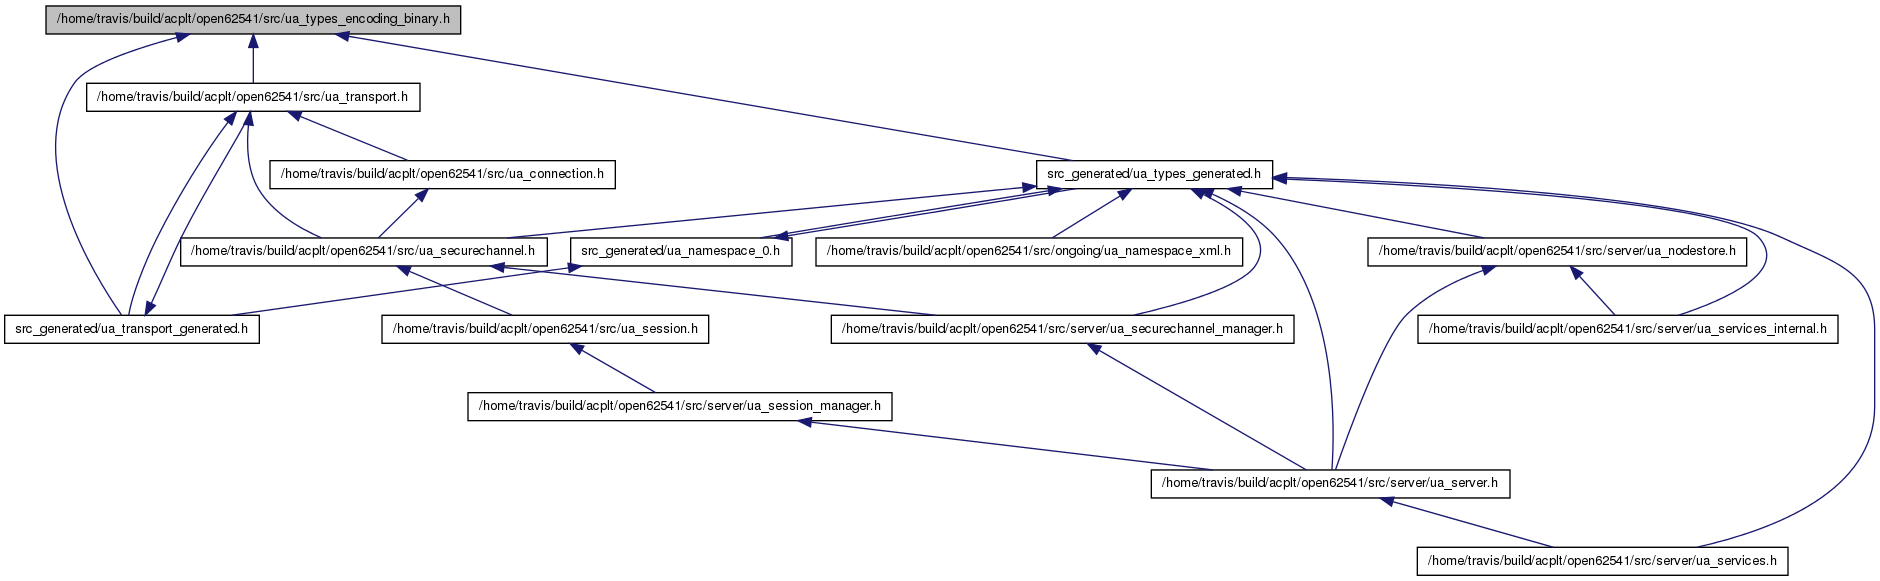 /home/travis/build/acplt/open62541/src/ua_types_encoding_binary.h
/home/travis/build/acplt/open62541/src/ua_transport.h
/home/travis/build/acplt/open62541/src/ua_connection.h
src_generated/ua_types_generated.h
/home/travis/build/acplt/open62541/src/ua_securechannel.h
src_generated/ua_namespace_0.h
/home/travis/build/acplt/open62541/src/ongoing/ua_namespace_xml.h
/home/travis/build/acplt/open62541/src/server/ua_nodestore.h
src_generated/ua_transport_generated.h
/home/travis/build/acplt/open62541/src/ua_session.h
/home/travis/build/acplt/open62541/src/server/ua_securechannel_manager.h
/home/travis/build/acplt/open62541/src/server/ua_services_internal.h
/home/travis/build/acplt/open62541/src/server/ua_session_manager.h
/home/travis/build/acplt/open62541/src/server/ua_server.h
/home/travis/build/acplt/open62541/src/server/ua_services.h